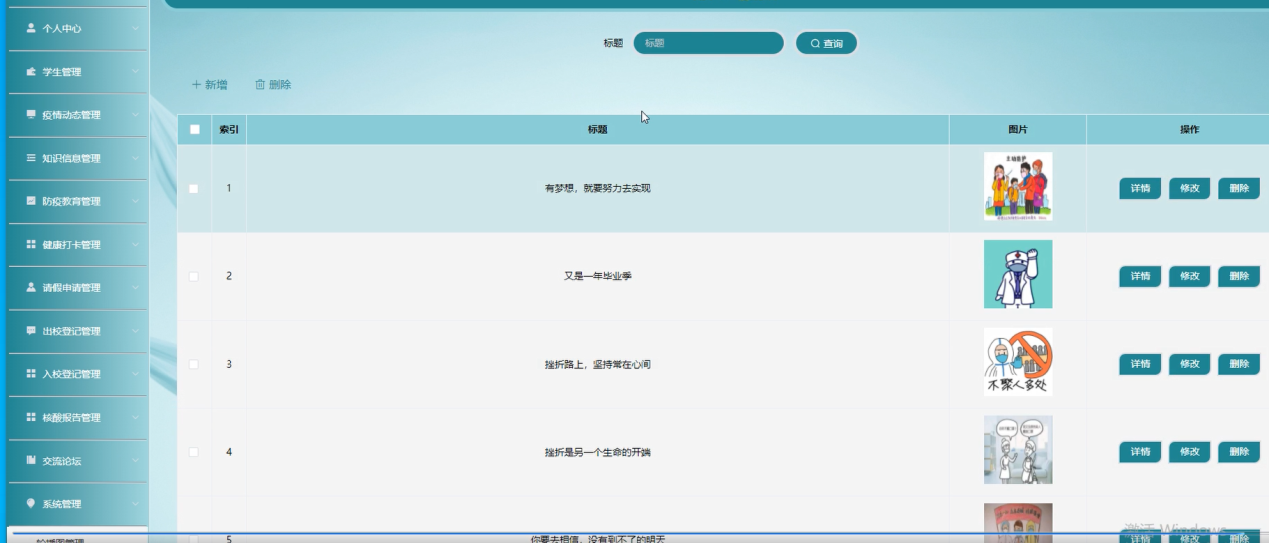 个人中心
学生管理
疫情动态管理
知识信息管理
防疫教育管理
健康打卡管理
请假申请管理
出校登记管理
入校登记管理
核酸报告管理
交流论坛
系统管理
标题 标题 查询
新增 删除
索引 标题 图片 操作
1 有梦想，就要努力去实现 详情 修改 删除
2 又是一年毕业季 详情 修改 删除
3 挫折路上，坚持常在心间 不聚人多处 详情 修改 删除
4 挫折是另一个生命的开端 详情 修改 删除
5 你要去相信，没有到不了的明天 详情 修改 删除
激活 Windows